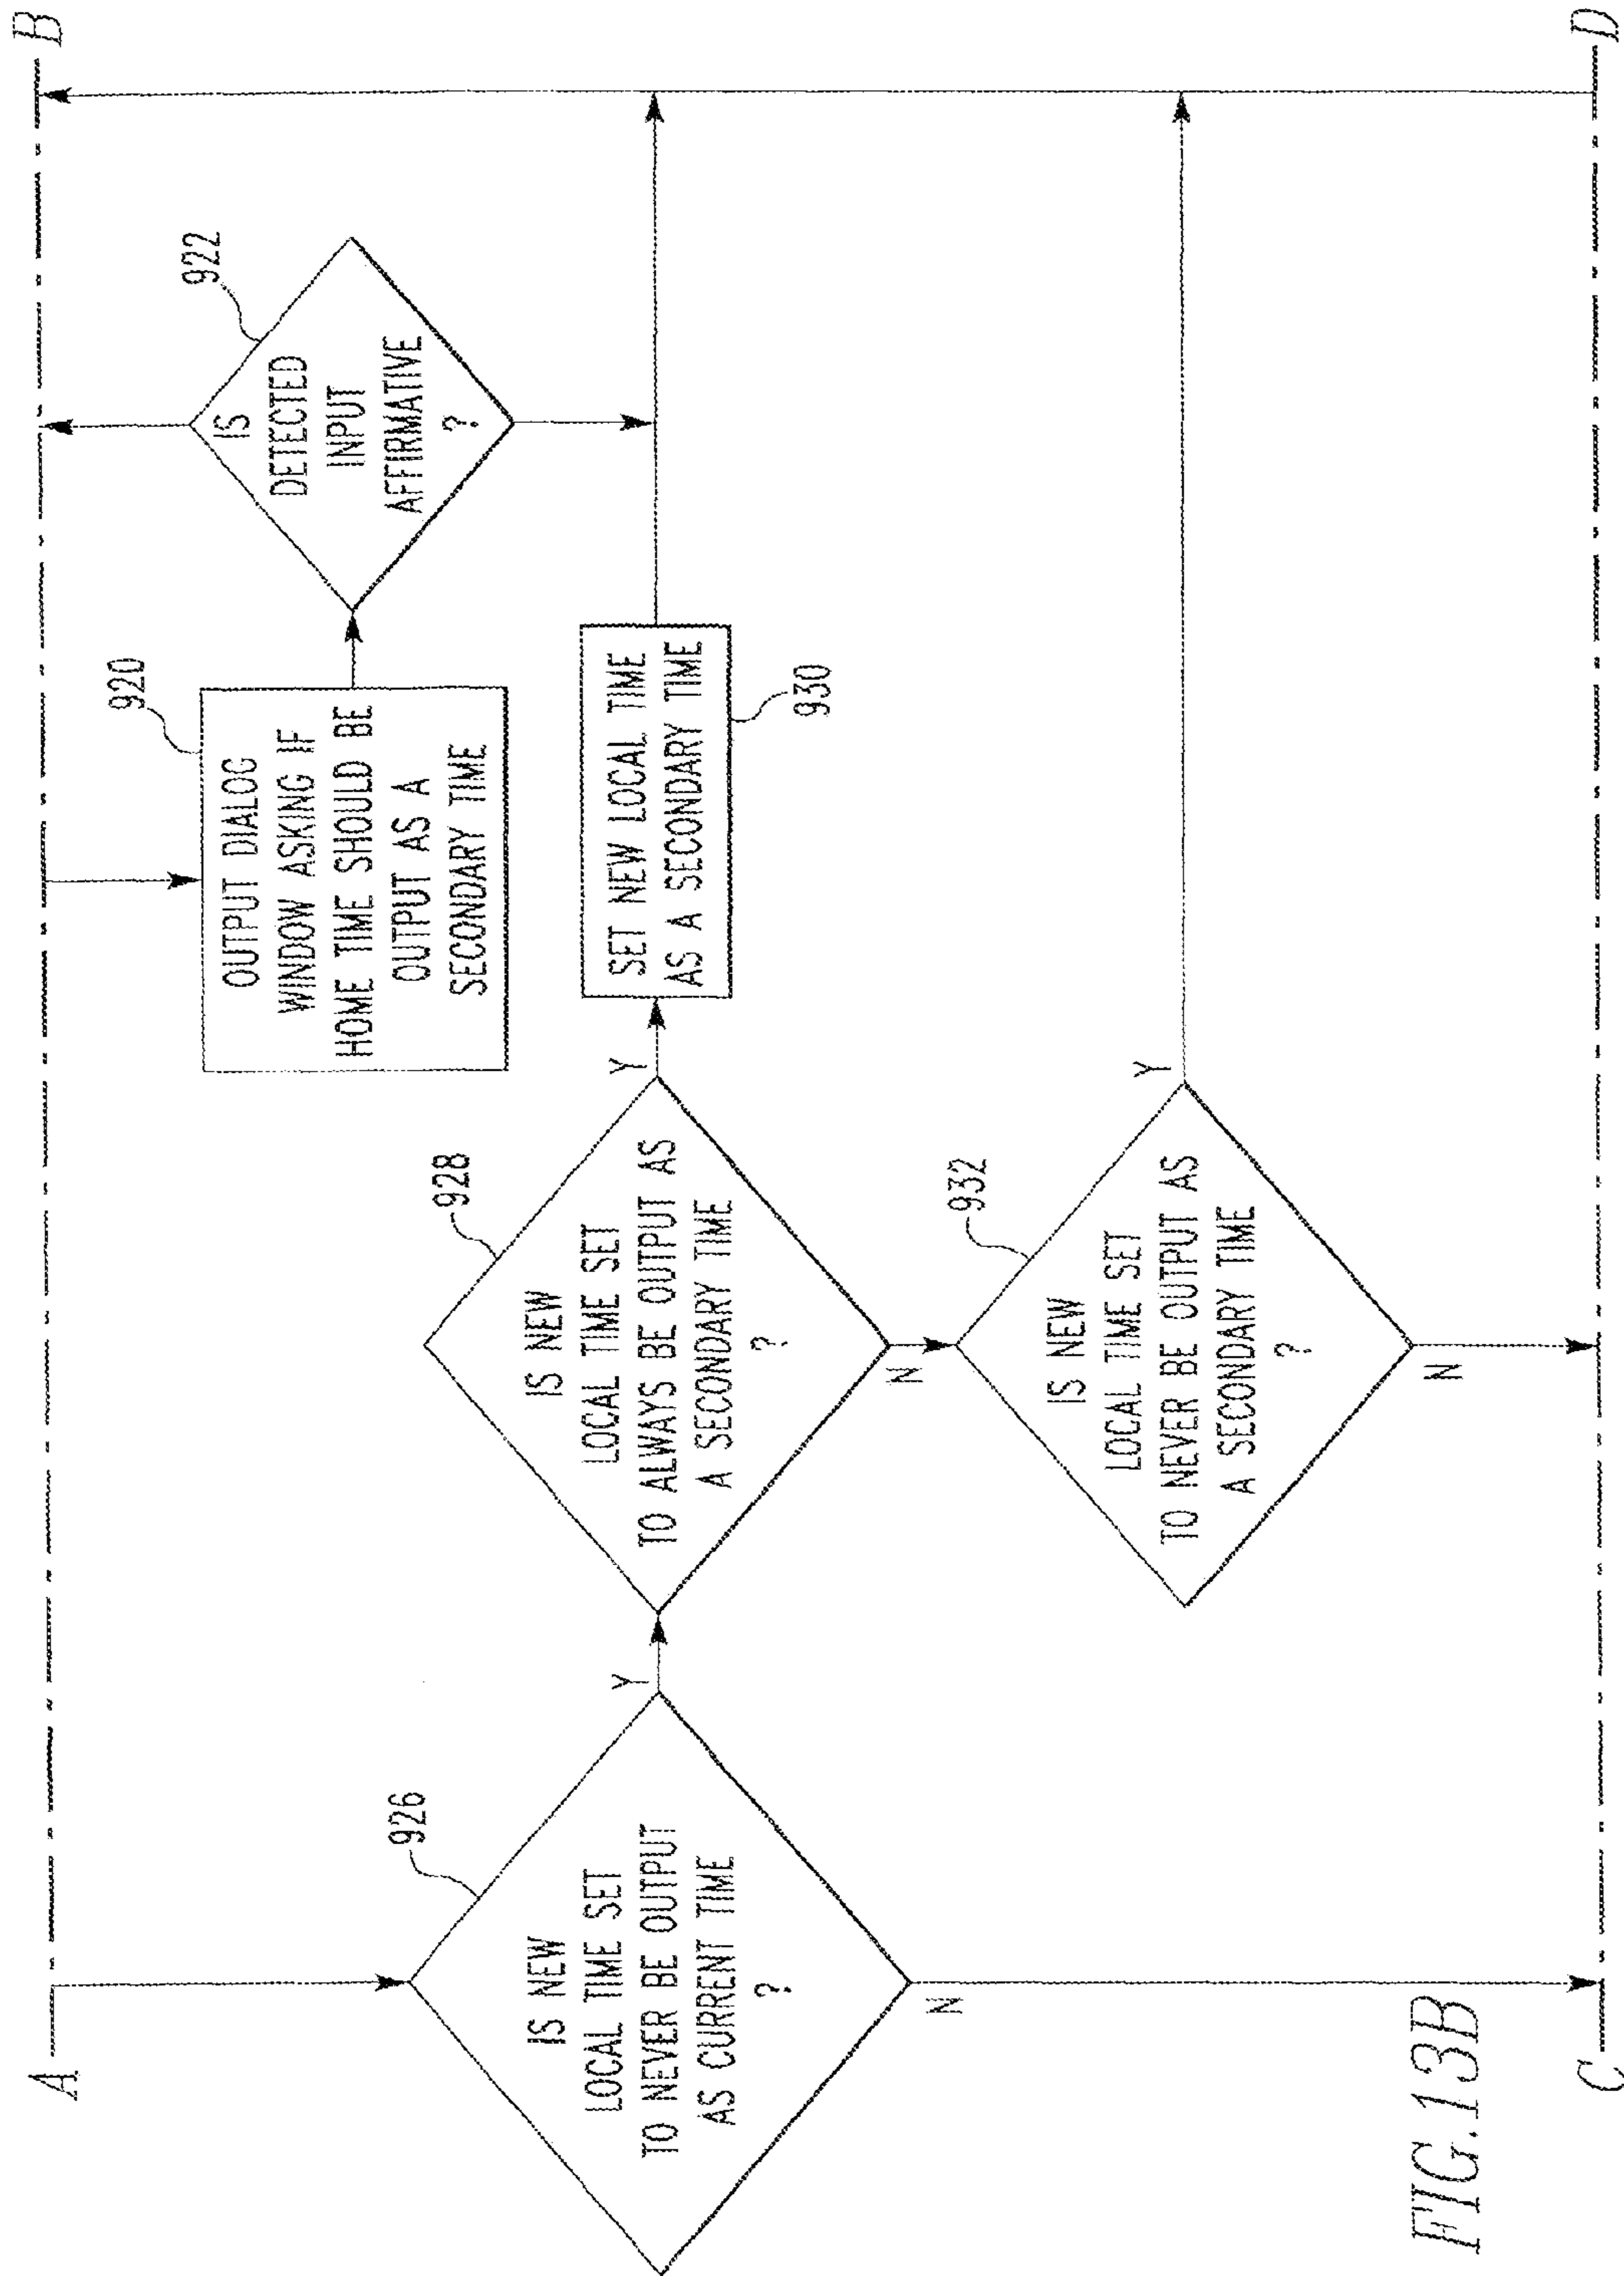 A
B
920
OUTPUT DIALOG
WINDOW ASKING IF
HOME TIME SHOULD BE
OUTPUT AS A
SECONDARY TIME
922
IS
DETECTED
INPUT
AFFIRMATIVE
?
926
IS NEW
LOCAL TIME SET
TO NEVER BE OUTPUT
AS CURRENT TIME
?
Y
N
928
IS NEW
LOCAL TIME SET
TO ALWAYS BE OUTPUT AS
A SECONDARY TIME
?
Y
N
SET NEW LOCAL TIME
AS A SECONDARY TIME
930
932
IS NEW
LOCAL TIME SET
TO NEVER BE OUTPUT AS
A SECONDARY TIME
?
Y
N
C
D
FIG.13B